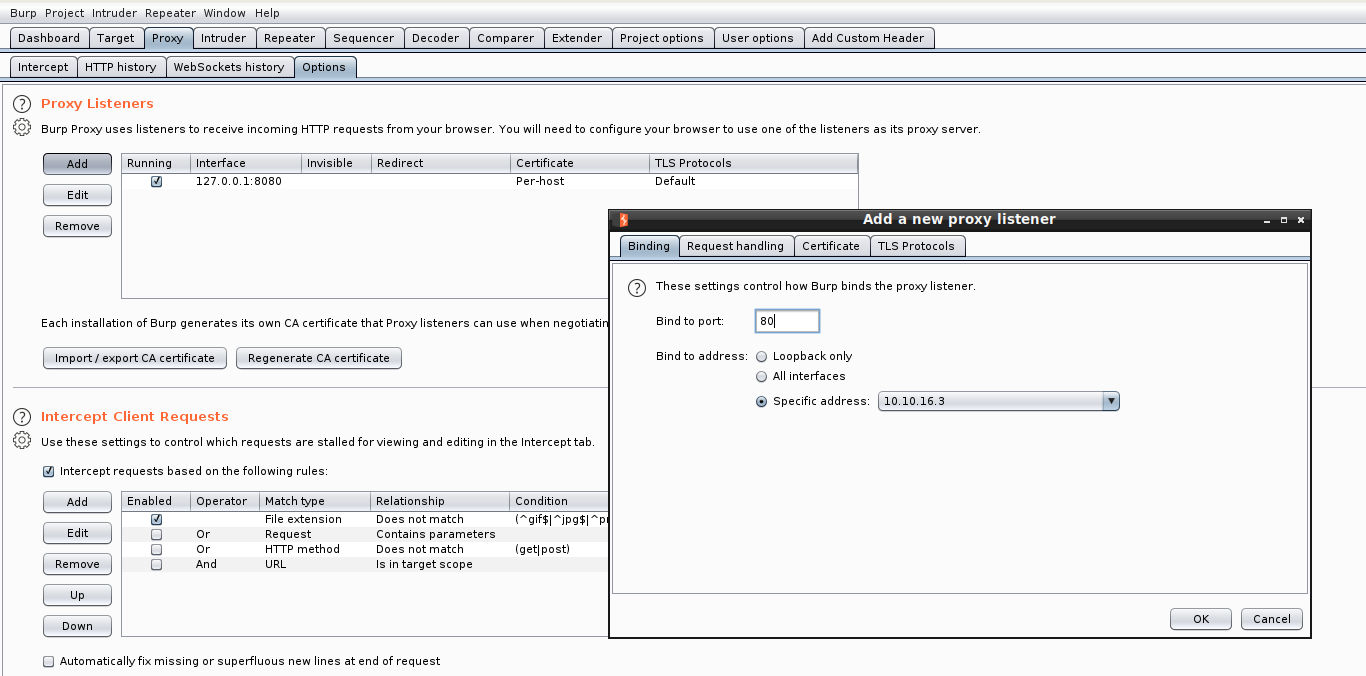 Burp Project Intruder Repeater Window Help
Dashboard Target Proxy Intruder Repeater Sequencer Decoder Comparer Extender Project options User options Add Custom Header
Intercept HTTP history WebSockets history Options
? Proxy Listeners
Burp Proxy uses listeners to receive incoming HTTP requests from your browser. You will need to configure your browser to use one of the listeners as its proxy server.
Add
Edit
Remove
Running Interface Invisible Redirect Certificate TLS Protocols
127.0.0.1:8080 Per-host Default
Each installation of Burp generates its own CA certificate that Proxy listeners can use when negotiatin
Import / export CA certificate Regenerate CA certificate
? Intercept Client Requests
Use these settings to control which requests are stalled for viewing and editing in the Intercept tab.
Intercept requests based on the following rules:
Add
Edit
Remove
Up
Down
Enabled Operator Match type Relationship Condition
File extension Does not match (^gif$|^jpg$|^pr
Or Request Contains parameters
Or HTTP method Does not match (get|post)
And URL Is in target scope
Automatically fix missing or superfluous new lines at end of request
Add a new proxy listener
Binding Request handling Certificate TLS Protocols
? These settings control how Burp binds the proxy listener.
Bind to port: 80
Bind to address: Loopback only
All interfaces
Specific address: 10.10.16.3
OK Cancel